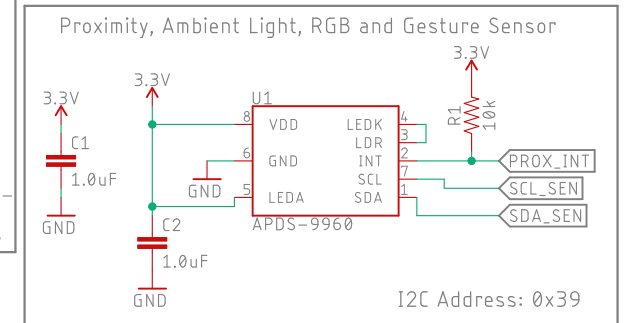 Proximity, Ambient Light, RGB and Gesture Sensor
3.3V
3.3V
3.3V
C1
1.0uF
GND
C2
1.0uF
GND
GND
U1
8
VDD
6
GND
5
LEDA
LEDK
4
LDR
3
INT
2
SCL
7
SDA
1
APDS-9960
R1
10k
PROX_INT
SCL_SEN
SDA_SEN
I2C Address: 0x39